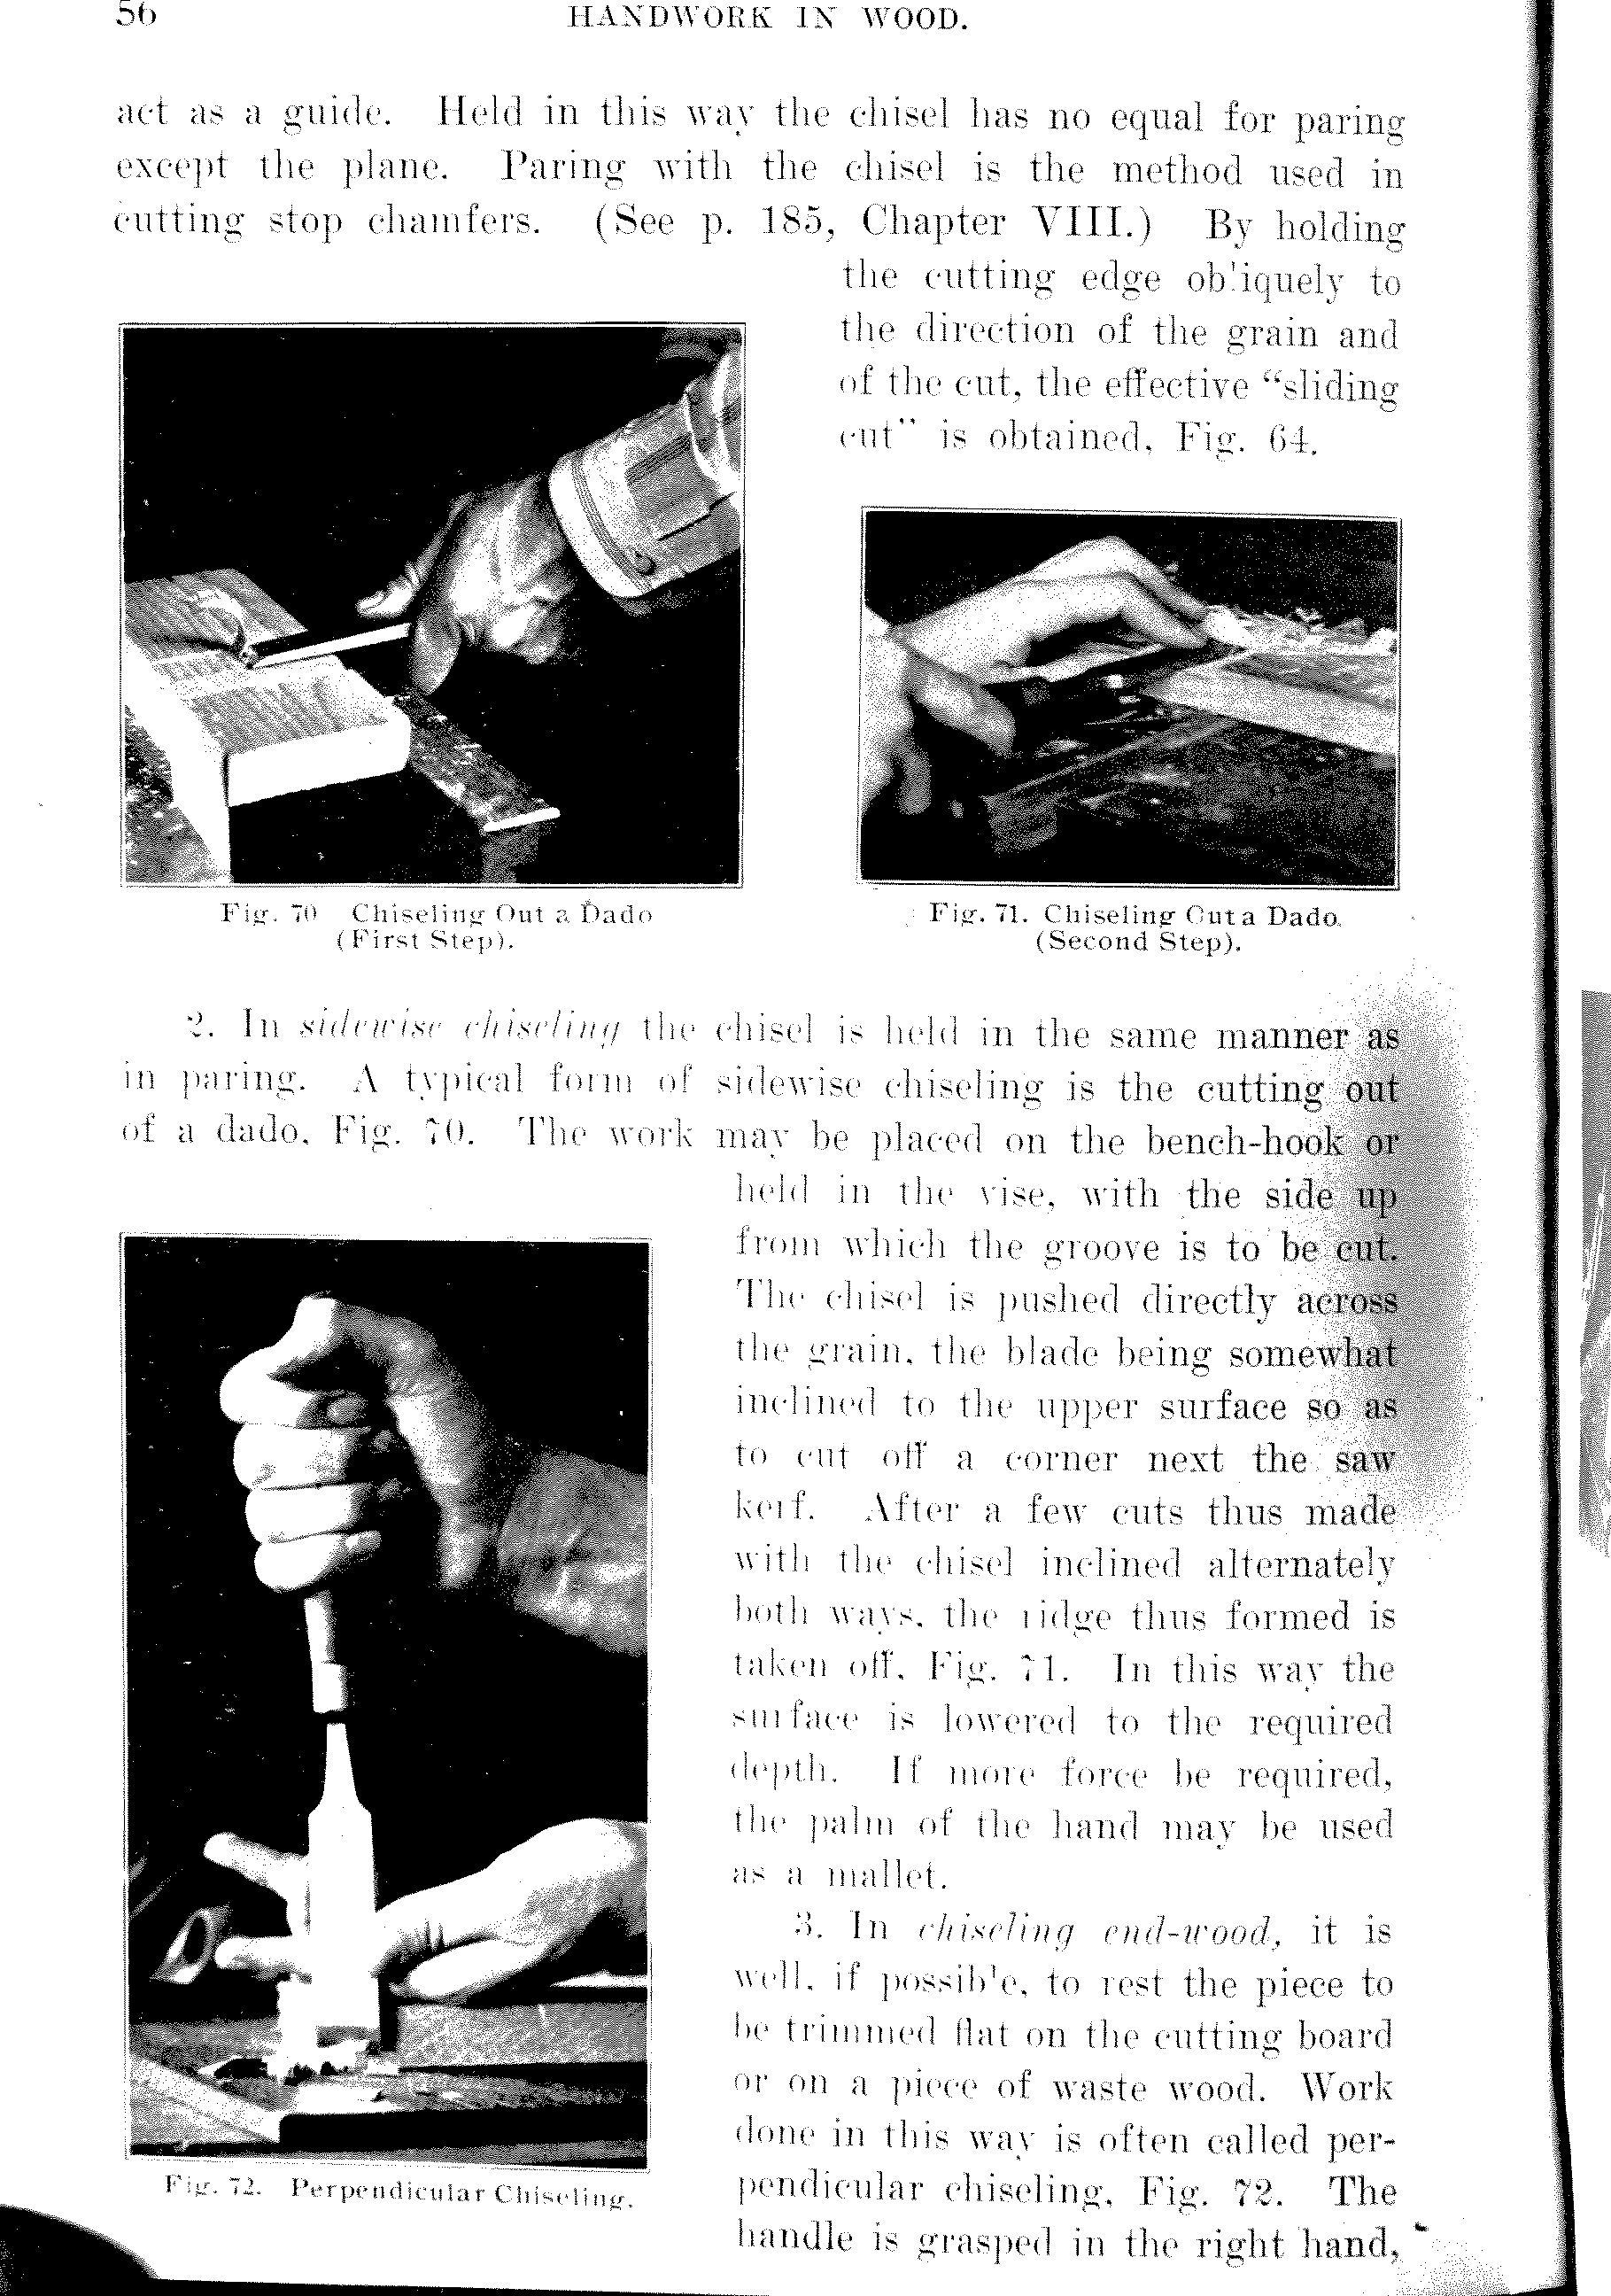 56
HANDWORK IN WOOD.
act as a guide. Held in this way the chisel has no equal for paring
except the plane. Paring with the chisel is the method used in
cutting stop chamfers. (See p. 185, Chapter VIII.) By holding
the cutting edge obliquely to
the direction of the grain and
of the cut, the effective “sliding
cut” is obtained, Fig. 64.
Fig. 70 Chiseling Out a Dado
(First Step).
Fig. 71. Chiseling Out a Dado.
(Second Step).
2. In sidewise chiseling the chisel is held in the same manner as
in paring. A typical form of sidewise chiseling is the cutting out
of a dado, Fig. 70. The work may be placed on the bench-hook or
held in the vise, with the side up
from which the groove is to be cut.
The chisel is pushed directly across
the grain, the blade being somewhat
inclined to the upper surface so as
to cut off a corner next the saw
kerf. After a few cuts thus made
with the chisel inclined alternately
both ways, the ridge thus formed is
taken off, Fig. 71. In this way the
surface is lowered to the required
depth. If more force be required,
the palm of the hand may be used
as a mallet.
3. In chiseling end-wood, it is
well, if possible, to rest the piece to
be trimmed flat on the cutting board
or on a piece of waste wood. Work
done in this way is often called per-
pendicular chiseling, Fig. 72. The
handle is grasped in the right hand,
Fig. 72. Perpendicular Chiseling.